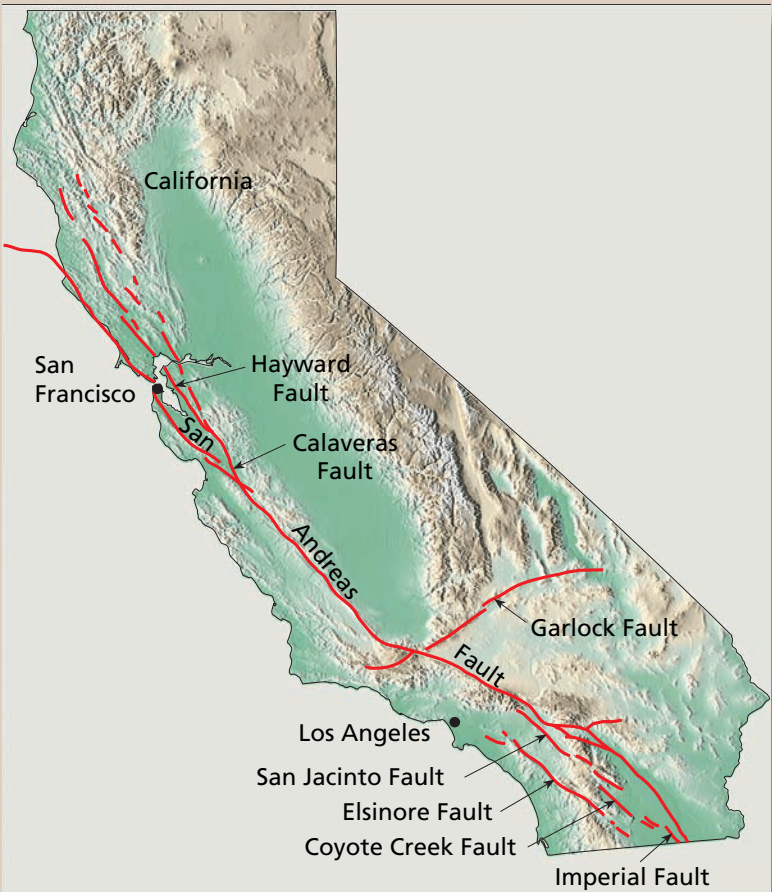 California
San
Francisco
Hayward
Fault
San
Calaveras
Fault
Andreas
Garlock Fault
Fault
Los Angeles
San Jacinto Fault
Elsinore Fault
Coyote Creek Fault
Imperial Fault